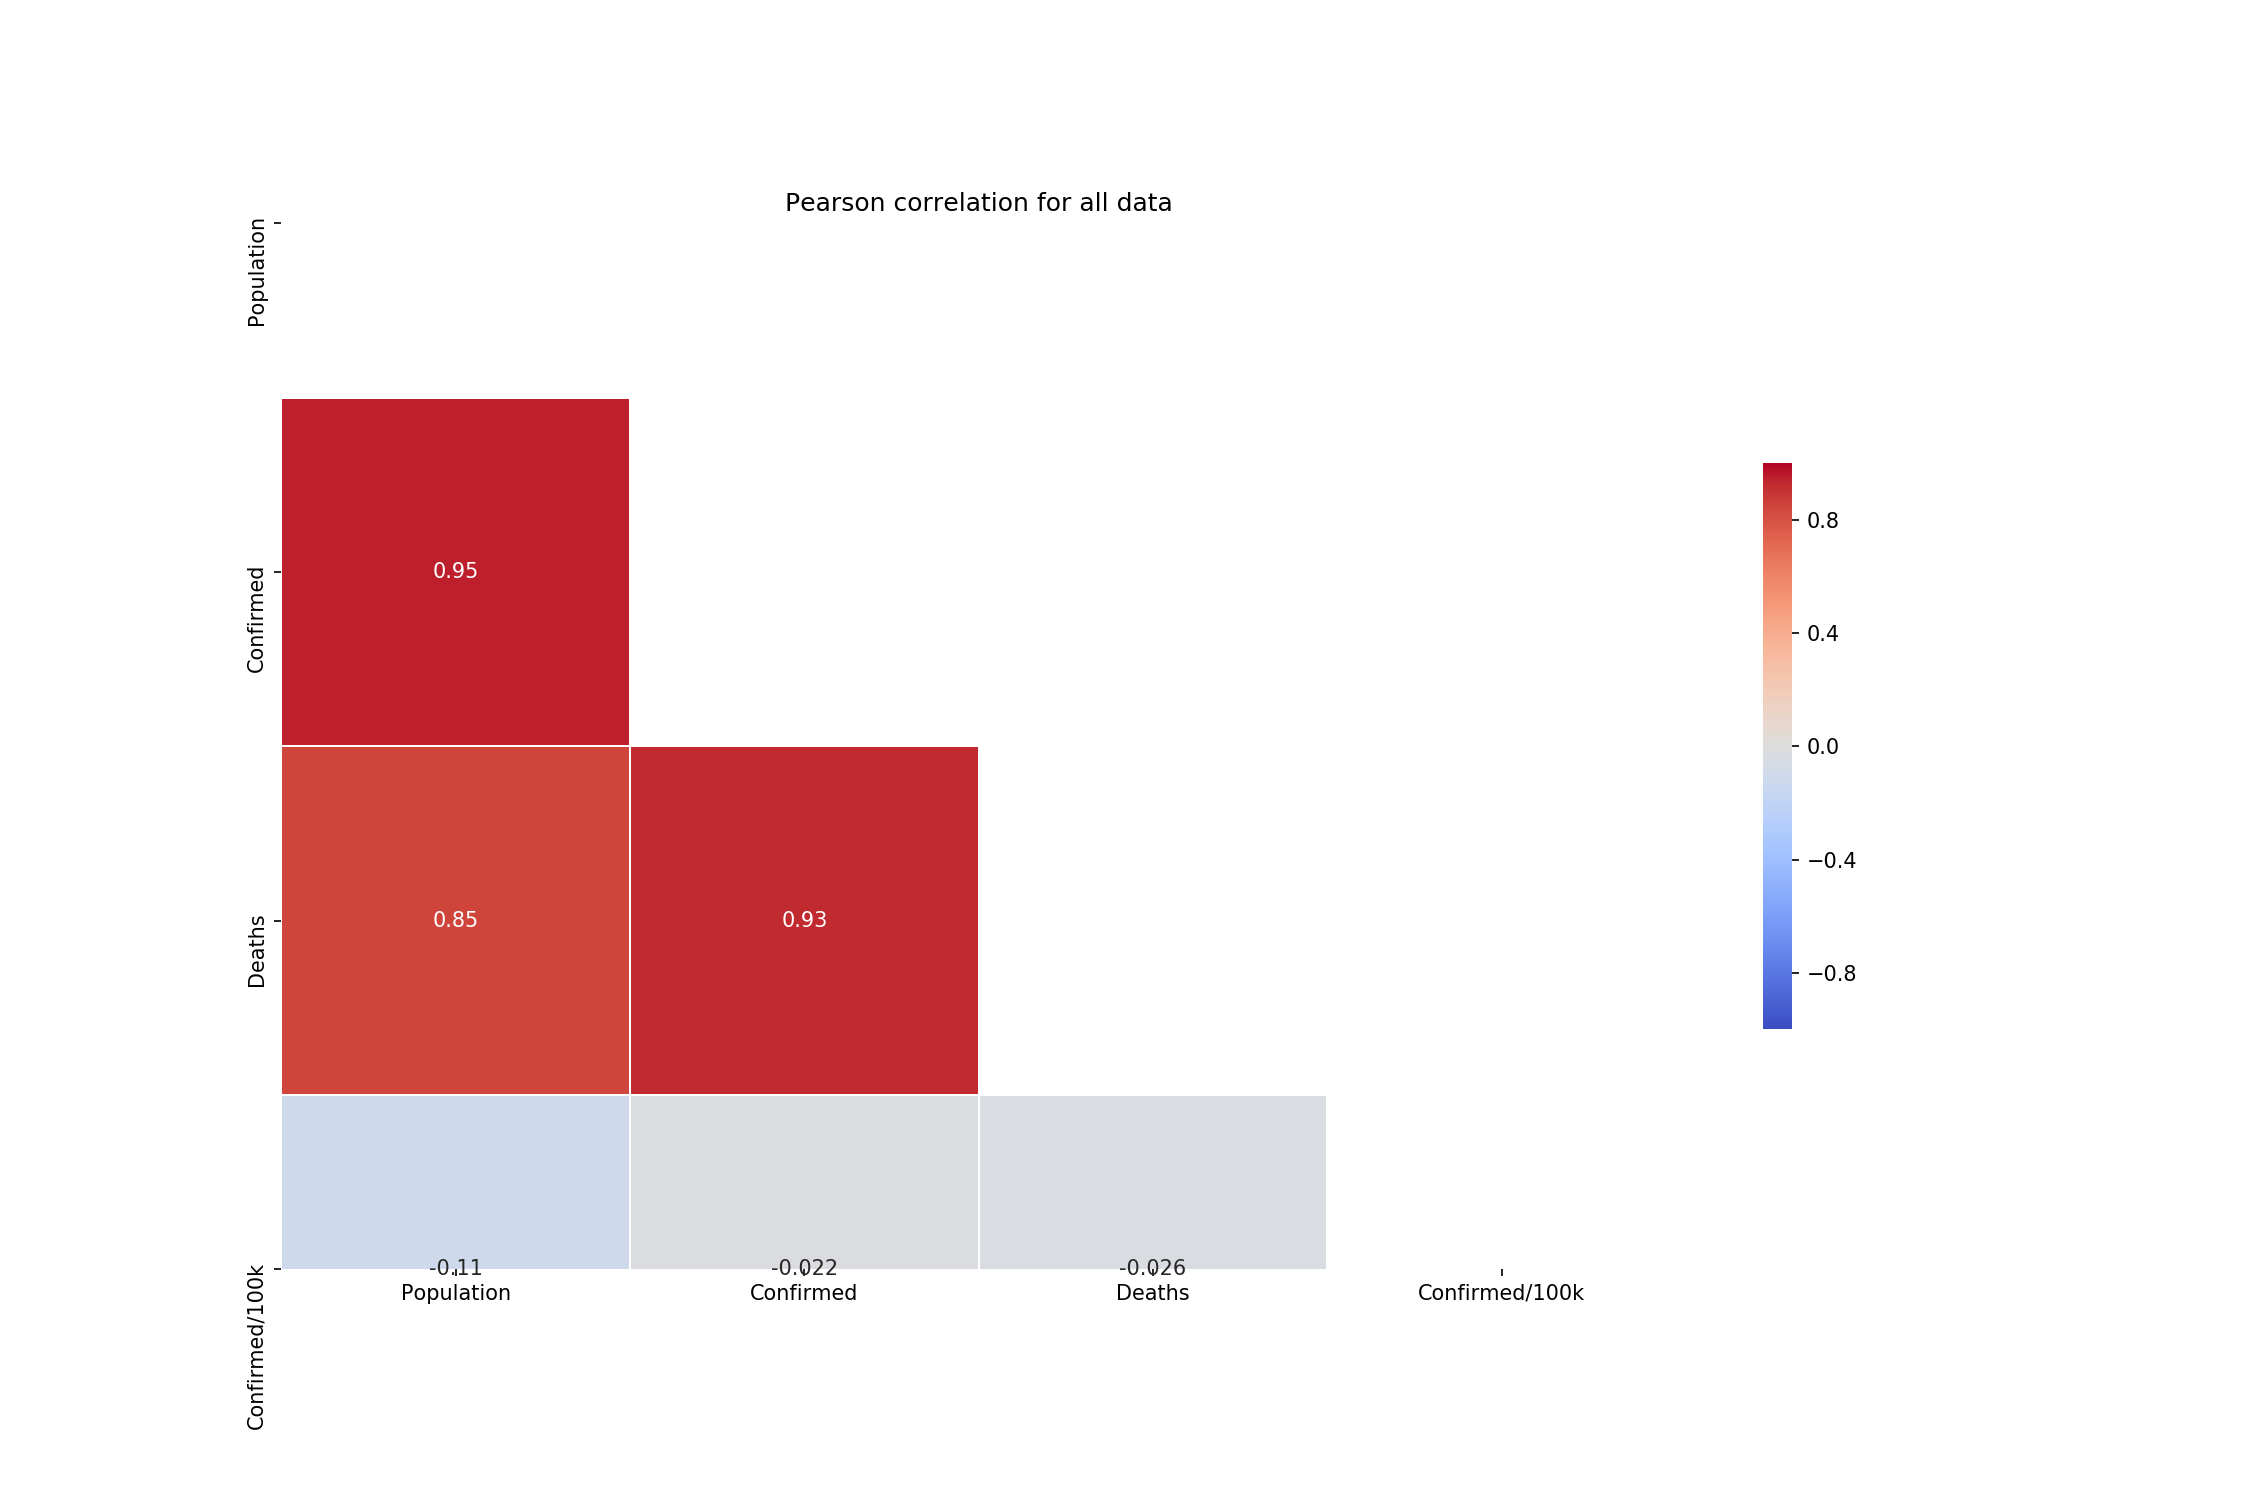 Pearson correlation for all data
Population
Confirmed
0.95
Deaths
0.85
0.93
Confirmed/100k
-0.11
-0.022
-0.026
Population
Confirmed
Deaths
Confirmed/100k
0.8
0.4
0.0
−0.4
−0.8